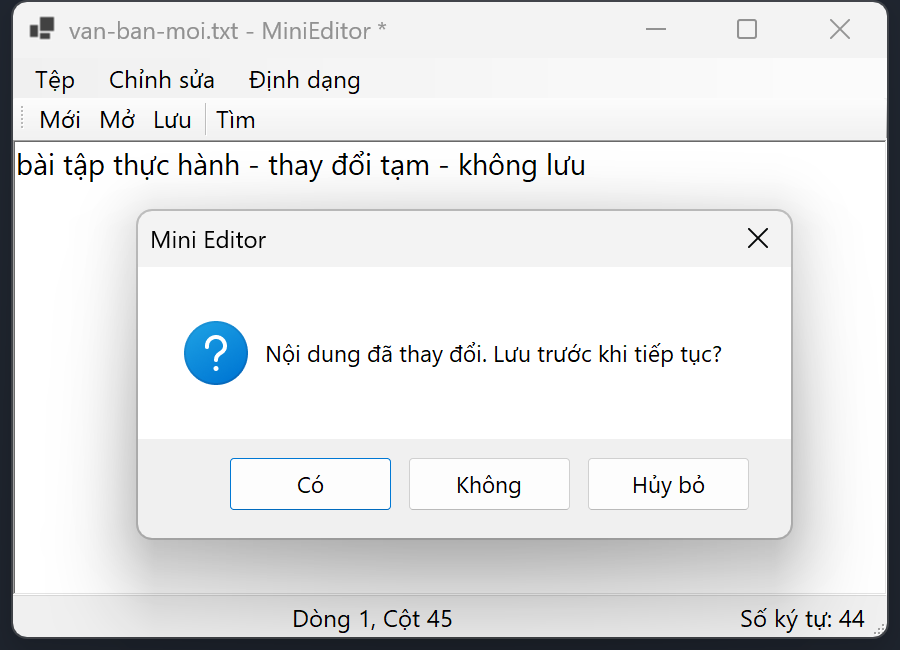 van-ban-moi.txt - MiniEditor *
Tệp Chỉnh sửa Định dạng
Mới Mở Lưu Tìm
bài tập thực hành - thay đổi tạm - không lưu
Mini Editor
Nội dung đã thay đổi. Lưu trước khi tiếp tục?
Có Không Hủy bỏ
Dòng 1, Cột 45 Số ký tự: 44